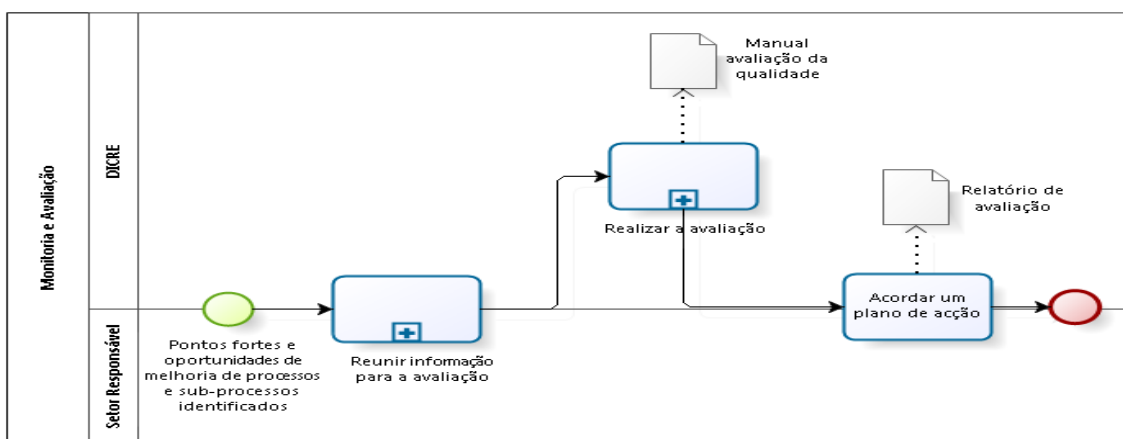 Monitoria e Avaliação
DICRE
Setor Responsável
Manual
avaliação da
qualidade
Realizar a avaliação
Relatório de
avaliação
Acordar um
plano de acção
Pontos fortes e
oportunidades de
melhoria de processos
e sub-processos
identificados
Reunir informação
para a avaliação